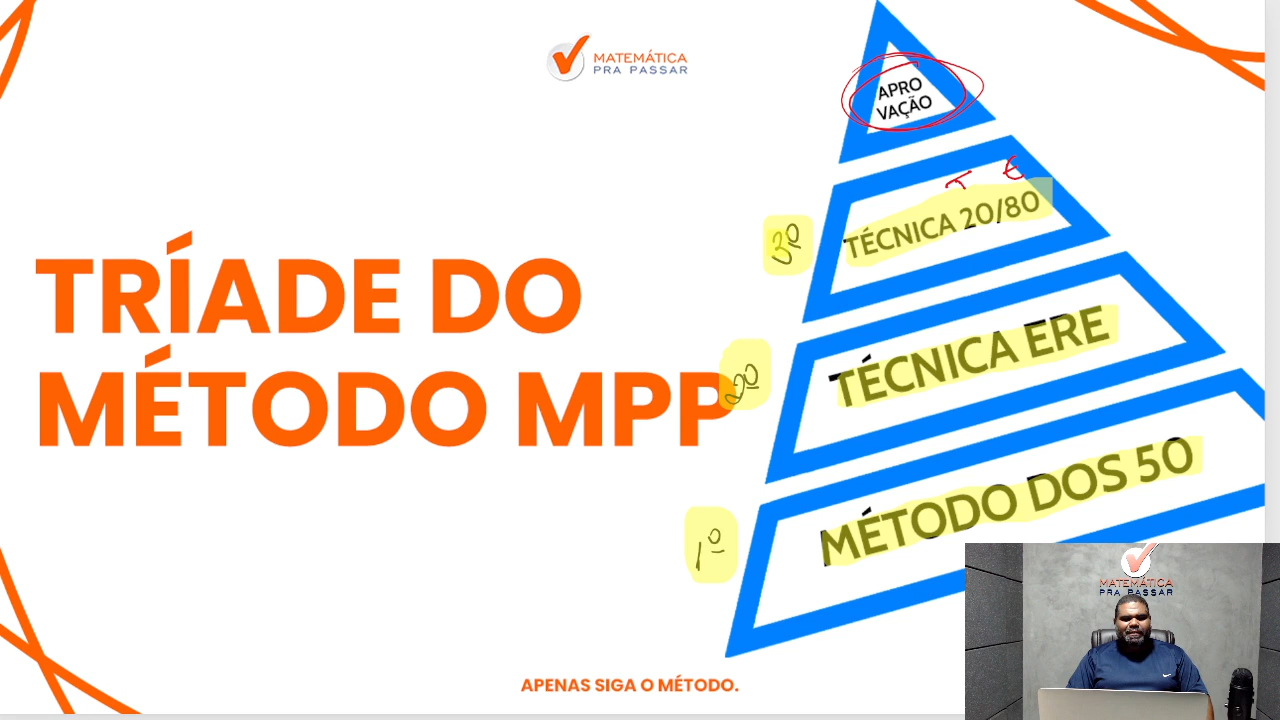 MATEMÁTICA
PRA PASSAR
APRO
VAÇÃO
T E
3º
TÉCNICA 20/80
TRÍADE DO
MÉTODO MPP
2º
TÉCNICA ERE
1º
MÉTODO DOS 50
MATEMÁTICA
PRA PASSAR
APENAS SIGA O MÉTODO.